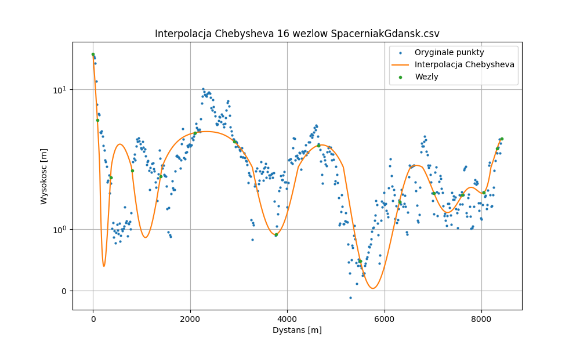 Interpolacja Chebysheva 16 wezlow SpacerniakGdansk.csv
Oryginale punkty
Interpolacja Chebysheva
Wezly
Wysokosc [m]
10¹
10⁰
0
0 2000 4000 6000 8000
Dystans [m]